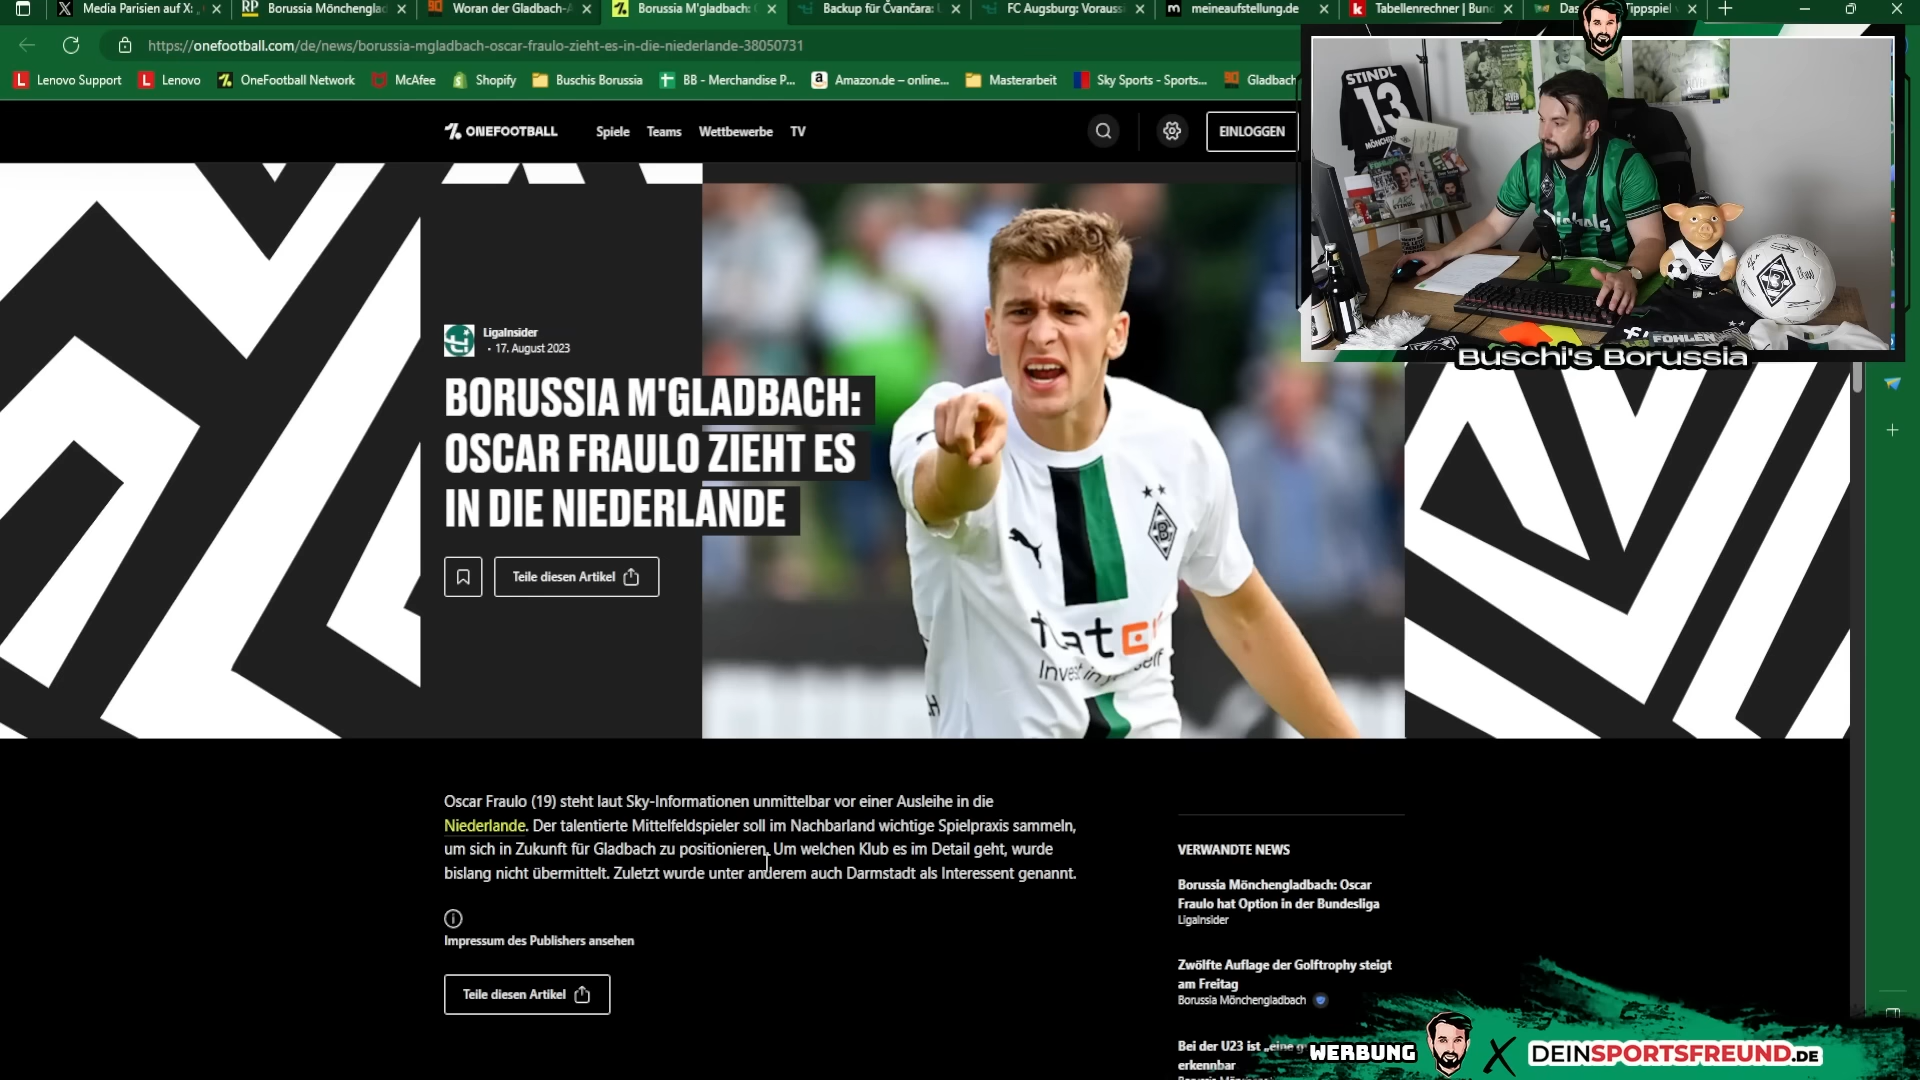 Media Parisien auf X:
Borussia Mönchenglad
Woran der Gladbach-
Borussia M'gladbach:
Backup für Čvančara:
FC Augsburg: Vorauss
meineaufstellung.de
Tabellenrechner | Bund
Das
Tippspiel
https://onefootball.com/de/news/borussia-mgladbach-oscar-fraulo-zieht-es-in-die-niederlande-38050731
Lenovo Support
Lenovo
OneFootball Network
McAfee
Shopify
Buschis Borussia
BB - Merchandise P...
Amazon.de – online...
Masterarbeit
Sky Sports - Sports...
Gladbach
ONEFOOTBALL
Spiele
Teams
Wettbewerbe
TV
EINLOGGEN
STINDL
13
Buschi's Borussia
LigaInsider
· 17. August 2023
BORUSSIA M'GLADBACH:
OSCAR FRAULO ZIEHT ES
IN DIE NIEDERLANDE
Teile diesen Artikel
Oscar Fraulo (19) steht laut Sky-Informationen unmittelbar vor einer Ausleihe in die
Niederlande. Der talentierte Mittelfeldspieler soll im Nachbarland wichtige Spielpraxis sammeln,
um sich in Zukunft für Gladbach zu positionieren. Um welchen Klub es im Detail geht, wurde
bislang nicht übermittelt. Zuletzt wurde unter anderem auch Darmstadt als Interessent genannt.
Impressum des Publishers ansehen
Teile diesen Artikel
VERWANDTE NEWS
Borussia Mönchengladbach: Oscar
Fraulo hat Option in der Bundesliga
LigaInsider
Zwölfte Auflage der Golftrophy steigt
am Freitag
Borussia Mönchengladbach
Bei der U23 ist „eine
erkennbar
WERBUNG
X
DEINSPORTSFREUND.DE